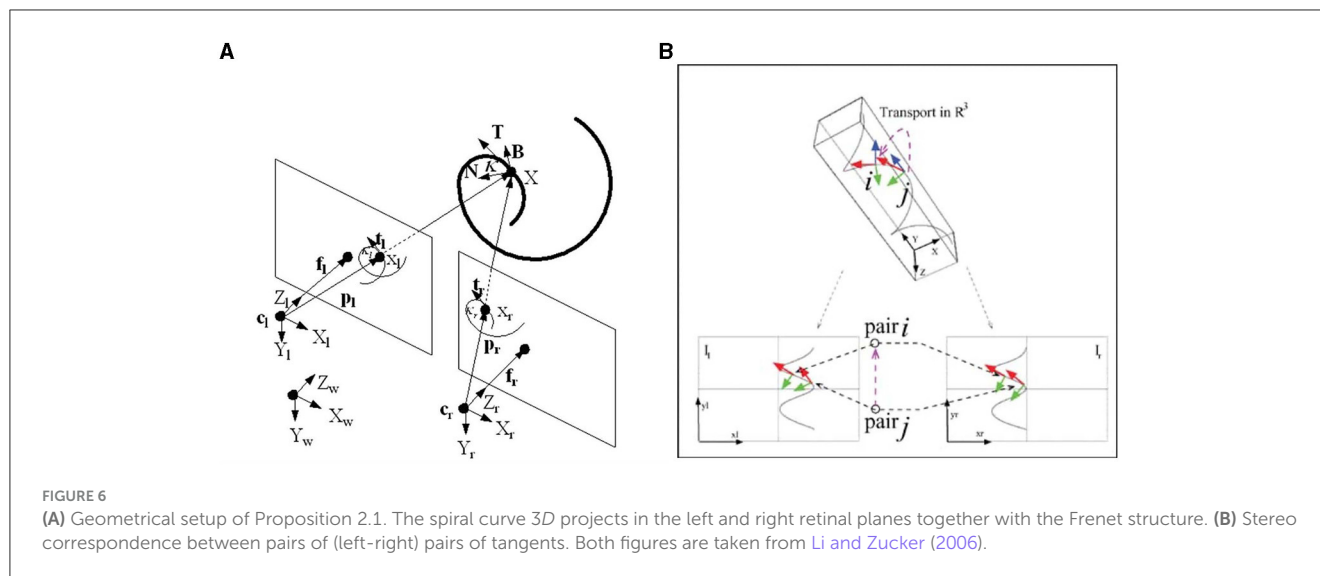 A
B
T
B
N
K
X
t_l
K_l
x_l
f_l
Z_l
p_l
c_l
X_l
Y_l
t_r
K_r
x_r
p_r
f_r
Z_w
X_w
Y_w
c_r
Z_r
X_r
Y_r
Transport in R^3
i
j
Y
X
Z
pair i
I_l
I_r
yl
yr
pair j
xl
xr
FIGURE 6
(A) Geometrical setup of Proposition 2.1. The spiral curve 3D projects in the left and right retinal planes together with the Frenet structure. (B) Stereo
correspondence between pairs of (left-right) pairs of tangents. Both figures are taken from Li and Zucker (2006).